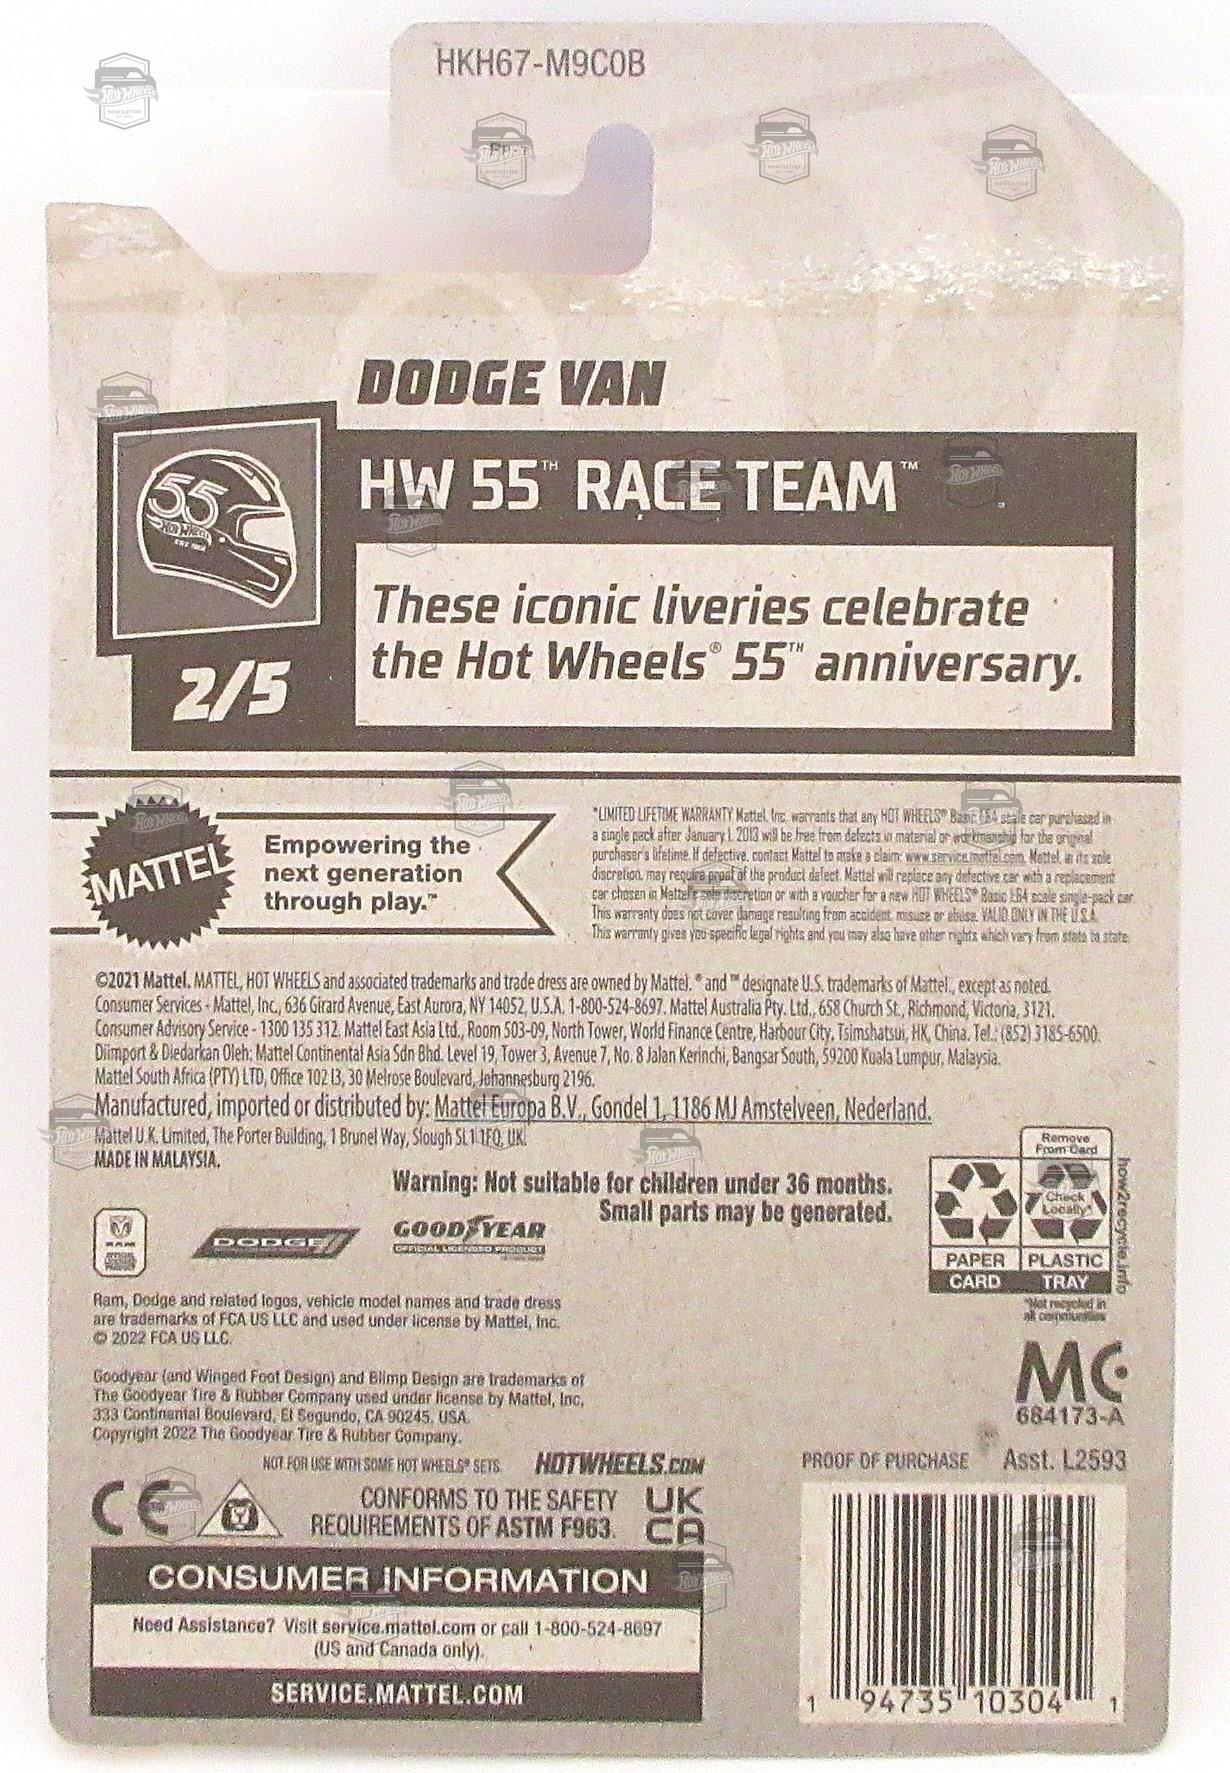 HKH67-M9C0B
DODGE VAN
HW 55™ RACE TEAM™
55
HOT WHEELS
These iconic liveries celebrate
the Hot Wheels® 55™ anniversary.
2/5
MATTEL
Empowering the
next generation
through play.™
*LIMITED LIFETIME WARRANTY Mattel, Inc. warrants that any HOT WHEELS® Basic 1:64 scale car purchased in
a single pack after January 1, 2013 will be free from defects in material or workmanship for the original
purchaser's lifetime. If defective, contact Mattel to make a claim: www.service.mattel.com. Mattel, in its sole
discretion, may require proof of the product defect. Mattel will replace any defective car with a replacement
car chosen in Mattel's sole discretion or with a voucher for a new HOT WHEELS® Basic 1:64 scale single-pack car.
This warranty does not cover damage resulting from accident, misuse or abuse. VALID ONLY IN THE U.S.A.
This warranty gives you specific legal rights and you may also have other rights which vary from state to state.
©2021 Mattel. MATTEL, HOT WHEELS and associated trademarks and trade dress are owned by Mattel. ® and ™ designate U.S. trademarks of Mattel, except as noted.
Consumer Services - Mattel, Inc., 636 Girard Avenue, East Aurora, NY 14052, U.S.A. 1-800-524-8697. Mattel Australia Pty. Ltd., 658 Church St., Richmond, Victoria, 3121.
Consumer Advisory Service - 1300 135 312. Mattel East Asia Ltd., Room 503-09, North Tower, World Finance Centre, Harbour City, Tsimshatsui, HK, China. Tel.: (852) 3185-6500.
Diimport & Diedarkan Oleh: Mattel Continental Asia Sdn Bhd. Level 19, Tower 3, Avenue 7, No. 8 Jalan Kerinchi, Bangsar South, 59200 Kuala Lumpur, Malaysia.
Mattel South Africa (PTY) LTD, Office 102 I3, 30 Melrose Boulevard, Johannesburg 2196.
Manufactured, imported or distributed by: Mattel Europa B.V., Gondel 1, 1186 MJ Amstelveen, Nederland.
Mattel U.K. Limited, The Porter Building, 1 Brunel Way, Slough SL1 1FQ, UK.
MADE IN MALAYSIA.
Warning: Not suitable for children under 36 months.
Small parts may be generated.
Remove
From Card
Check
Locally*
PAPER PLASTIC
CARD TRAY
how2recycle.info
*Not recycled in
all communities
RAM
OFFICIAL
LICENSED
PRODUCT
DODGE
GOODYEAR
OFFICIAL LICENSED PRODUCT
Ram, Dodge and related logos, vehicle model names and trade dress
are trademarks of FCA US LLC and used under license by Mattel, Inc.
© 2022 FCA US LLC.
Goodyear (and Winged Foot Design) and Blimp Design are trademarks of
The Goodyear Tire & Rubber Company used under license by Mattel, Inc,
333 Continental Boulevard, El Segundo, CA 90245, USA.
Copyright 2022 The Goodyear Tire & Rubber Company.
MC
684173-A
NOT FOR USE WITH SOME HOT WHEELS® SETS.
HOTWHEELS.COM
PROOF OF PURCHASE Asst. L2593
CE
CONFORMS TO THE SAFETY
REQUIREMENTS OF ASTM F963.
UK
CA
CONSUMER INFORMATION
Need Assistance? Visit service.mattel.com or call 1-800-524-8697
(US and Canada only).
SERVICE.MATTEL.COM
1 94735 10304 1